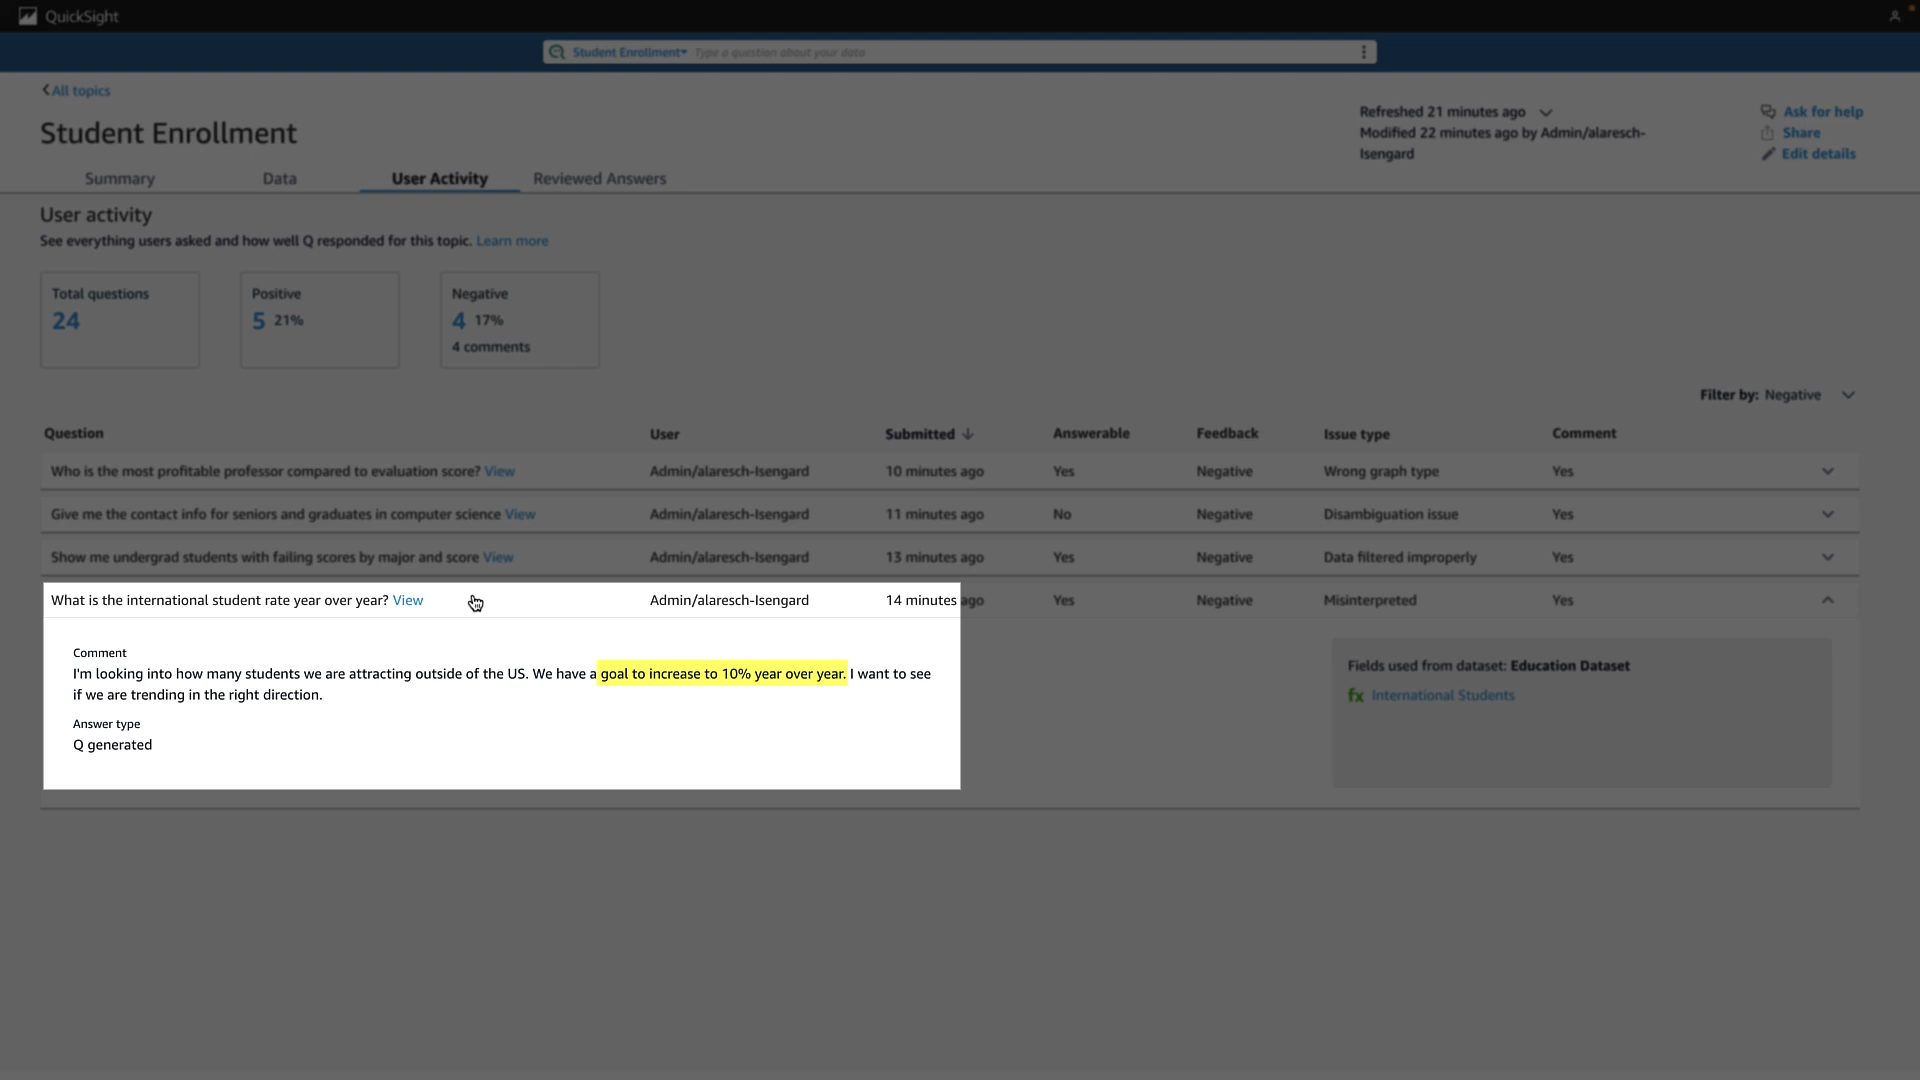 QuickSight
Student Enrollment Type a question about your data
All topics
Student Enrollment
Refreshed 21 minutes ago
Modified 22 minutes ago by Admin/alaresch-
Isengard
Ask for help
Share
Edit details
Summary Data User Activity Reviewed Answers
User activity
See everything users asked and how well Q responded for this topic. Learn more
Total questions
24
Positive
5 21%
Negative
4 17%
4 comments
Filter by: Negative
Question User Submitted Answerable Feedback Issue type Comment
Who is the most profitable professor compared to evaluation score? View Admin/alaresch-Isengard 10 minutes ago Yes Negative Wrong graph type Yes
Give me the contact info for seniors and graduates in computer science View Admin/alaresch-Isengard 11 minutes ago No Negative Disambiguation issue Yes
Show me undergrad students with failing scores by major and score View Admin/alaresch-Isengard 13 minutes ago Yes Negative Data filtered improperly Yes
What is the international student rate year over year? View Admin/alaresch-Isengard 14 minutes ago Yes Negative Misinterpreted Yes
Comment
I'm looking into how many students we are attracting outside of the US. We have a goal to increase to 10% year over year. I want to see
if we are trending in the right direction.
Answer type
Q generated
Fields used from dataset: Education Dataset
fx International Students